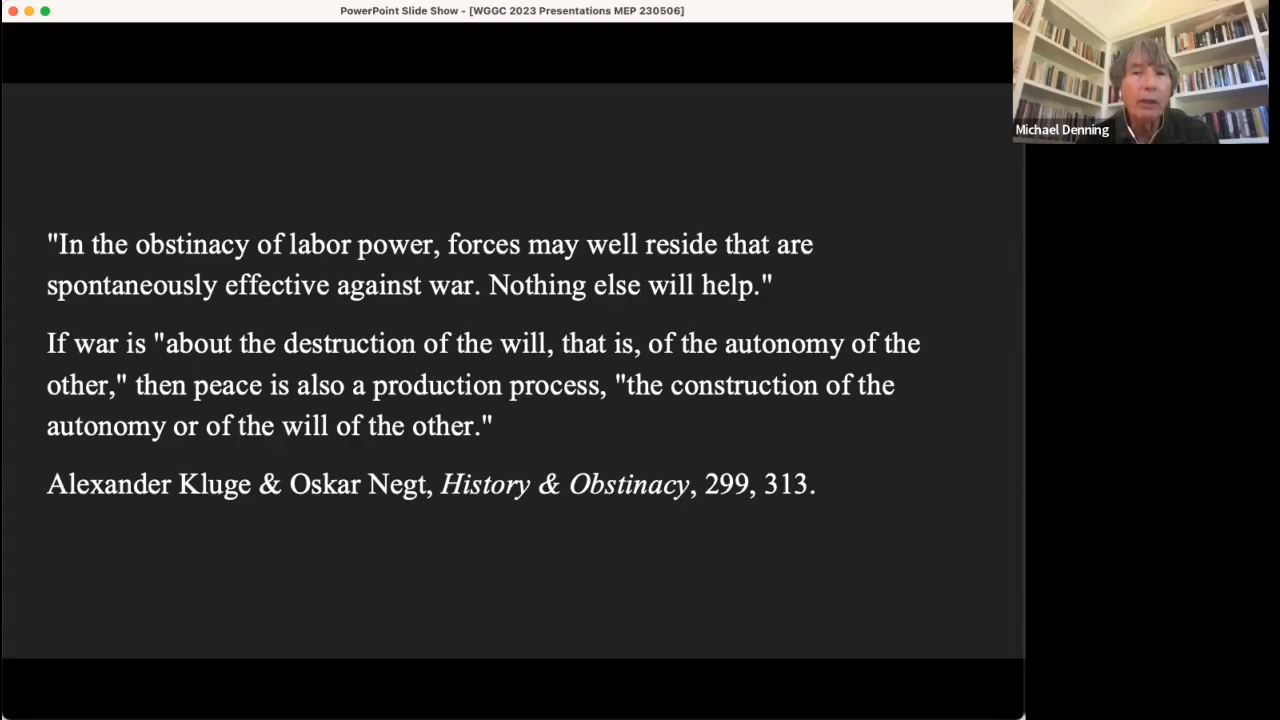 PowerPoint Slide Show - [WGGC 2023 Presentations MEP 230506]
Michael Denning
"In the obstinacy of labor power, forces may well reside that are
spontaneously effective against war. Nothing else will help."
If war is "about the destruction of the will, that is, of the autonomy of the
other," then peace is also a production process, "the construction of the
autonomy or of the will of the other."
Alexander Kluge & Oskar Negt, History & Obstinacy, 299, 313.